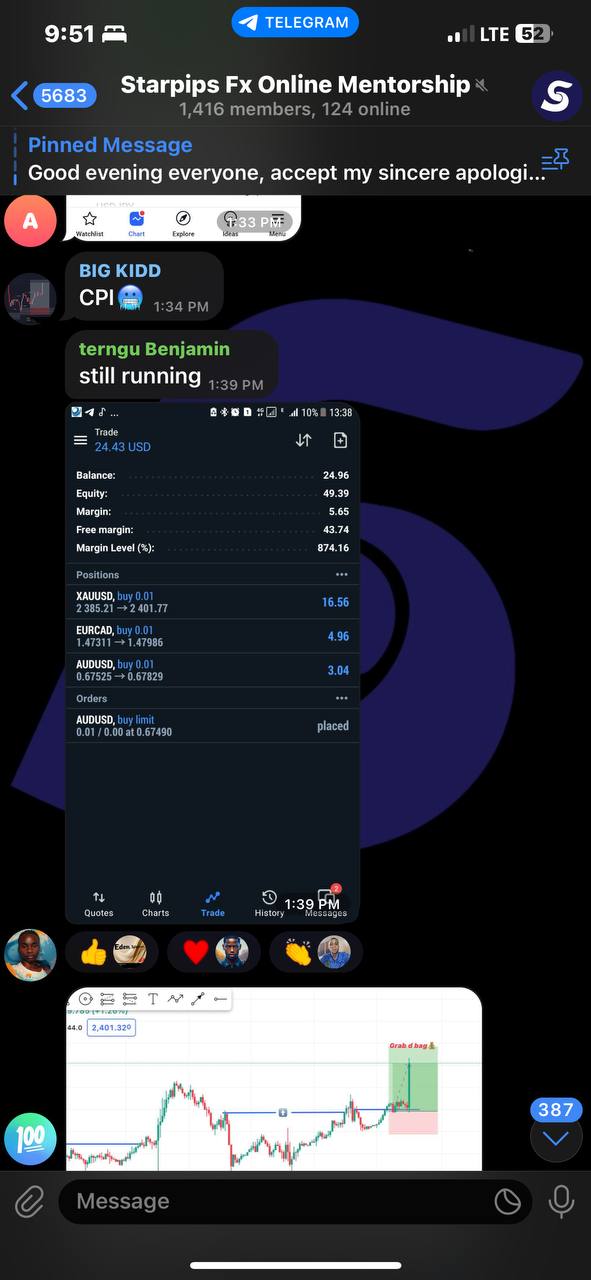 9:51
TELEGRAM
LTE 52
5683
Starpips Fx Online Mentorship
1,416 members, 124 online
Pinned Message
Good evening everyone, accept my sincere apologi...
A
Watchlist Chart Explore Ideas Menu
1:33 PM
BIG KIDD
CPI🥶 1:34 PM
terngu Benjamin
still running 1:39 PM
... 10% 13:38
Trade
24.43 USD
Balance: 24.96
Equity: 49.39
Margin: 5.65
Free margin: 43.74
Margin Level (%): 874.16
Positions
XAUUSD, buy 0.01
2 385.21 → 2 401.77 16.56
EURCAD, buy 0.01
1.47311 → 1.47986 4.96
AUDUSD, buy 0.01
0.67525 → 0.67829 3.04
Orders
AUDUSD, buy limit
0.01 / 0.00 at 0.67490 placed
2
Quotes Charts Trade History Messages
1:39 PM
👍 ❤️ 👏
T
44.0 2,401.320
Grab d bag💰
387
💯
Message